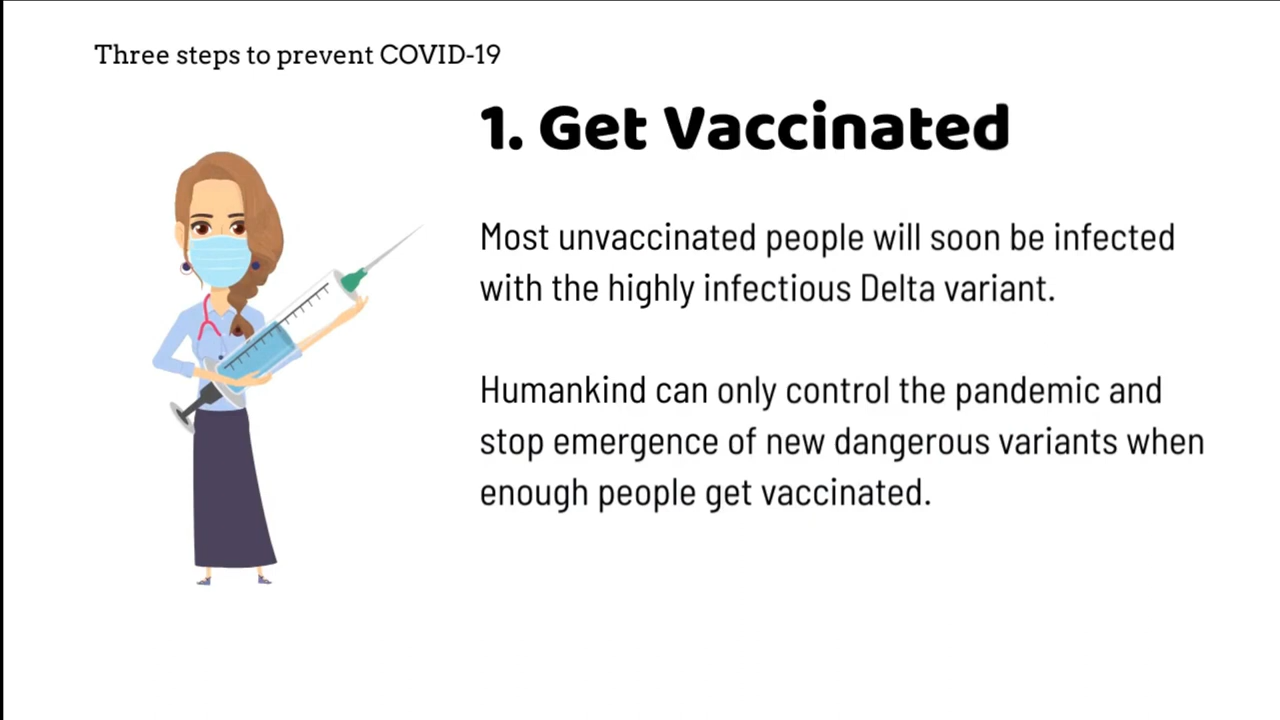 Three steps to prevent COVID-19
1. Get Vaccinated
Most unvaccinated people will soon be infected
with the highly infectious Delta variant.
Humankind can only control the pandemic and
stop emergence of new dangerous variants when
enough people get vaccinated.